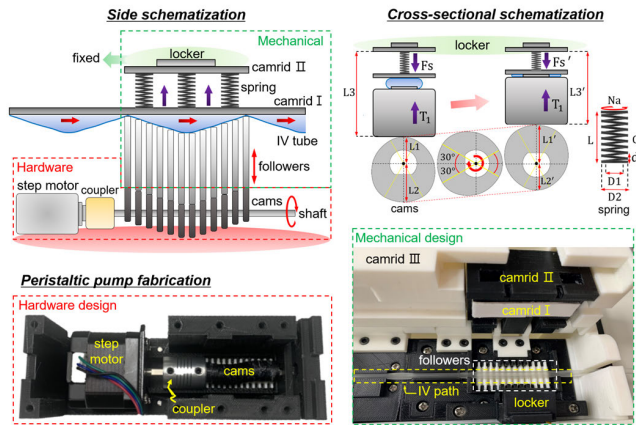 Side schematization
Mechanical
locker
fixed
camrid Ⅱ
spring
camrid Ⅰ
IV tube
followers
Hardware
step motor
coupler
cams
shaft
Cross-sectional schematization
locker
Fs
Fs'
L3
L3'
T1
T1
L1
L1'
30°
30°
L2
L2'
cams
Na
L
d
D1
D2
spring
Peristaltic pump fabrication
Hardware design
step
motor
cams
coupler
Mechanical design
camrid Ⅲ
camrid Ⅱ
camrid Ⅰ
followers
IV path
locker